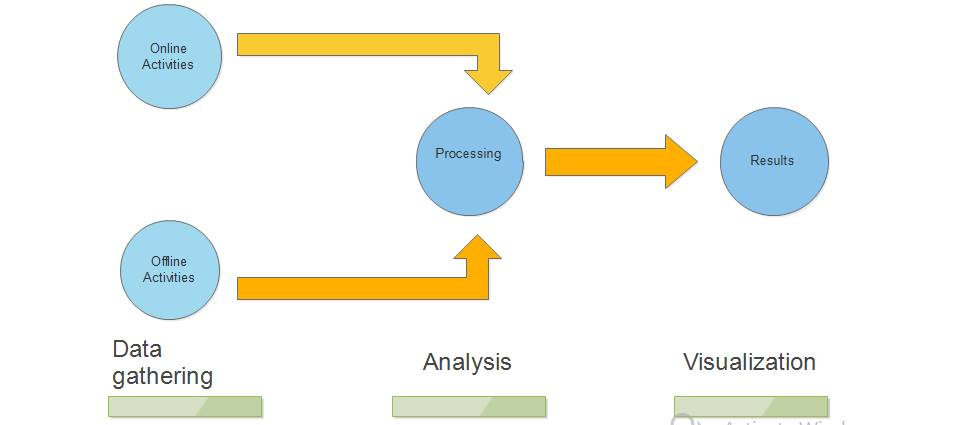 Online
Activities
Processing
Results
Offline
Activities
Data
gathering
Analysis
Visualization